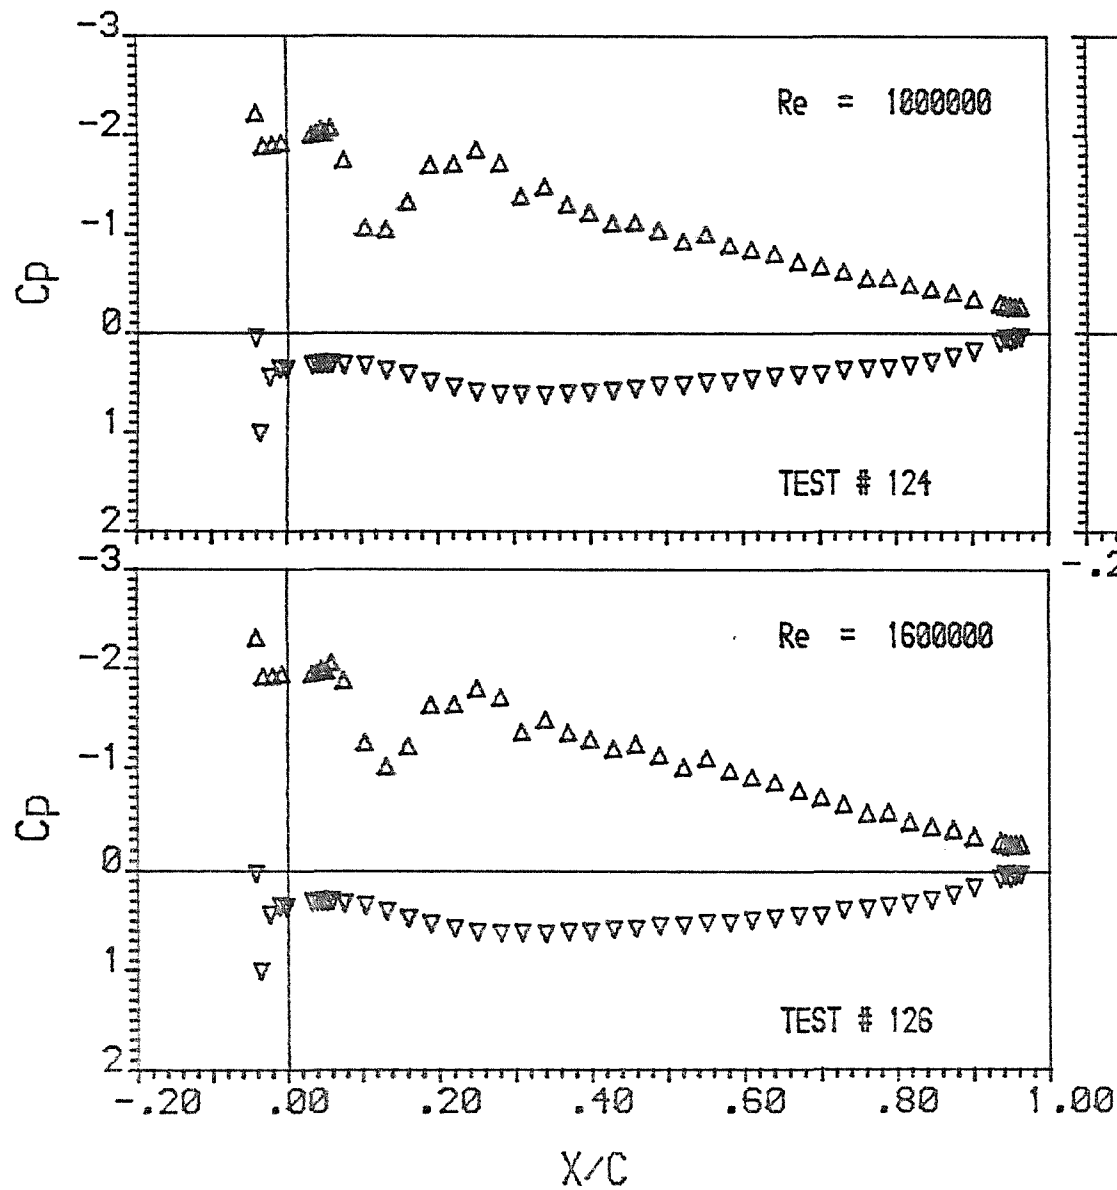 -3
Re = 1000000
-2
-1
Cp
0
1
TEST # 124
2
-3
-.2
Re = 1600000
-2
-1
Cp
0
1
TEST # 126
2
-.20 .00 .20 .40 .60 .80 1.00
X/C